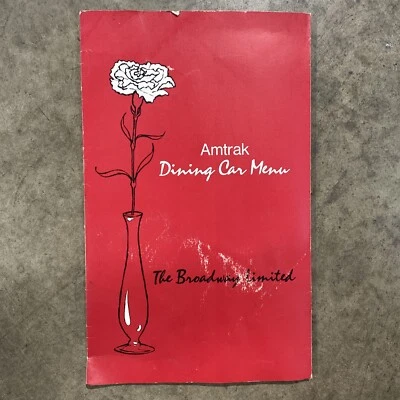 Amtrak
Dining Car Menu
The Broadway Limited